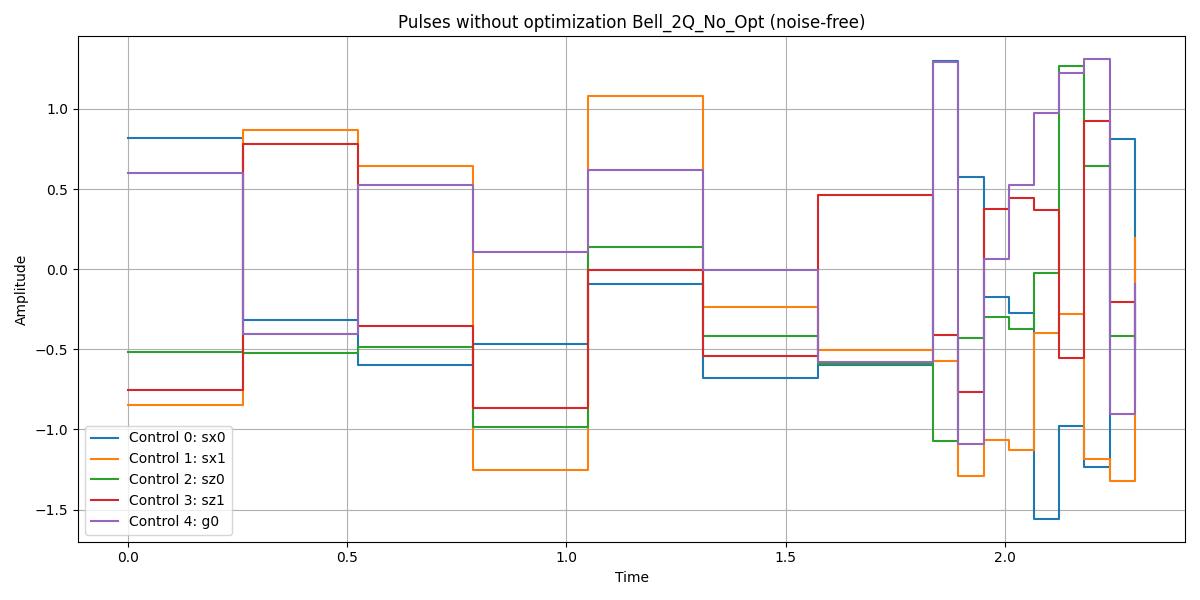 Pulses without optimization Bell_2Q_No_Opt (noise-free)
Amplitude
1.0
0.5
0.0
−0.5
−1.0
−1.5
Control 0: sx0
Control 1: sx1
Control 2: sz0
Control 3: sz1
Control 4: g0
0.0 0.5 1.0 1.5 2.0
Time